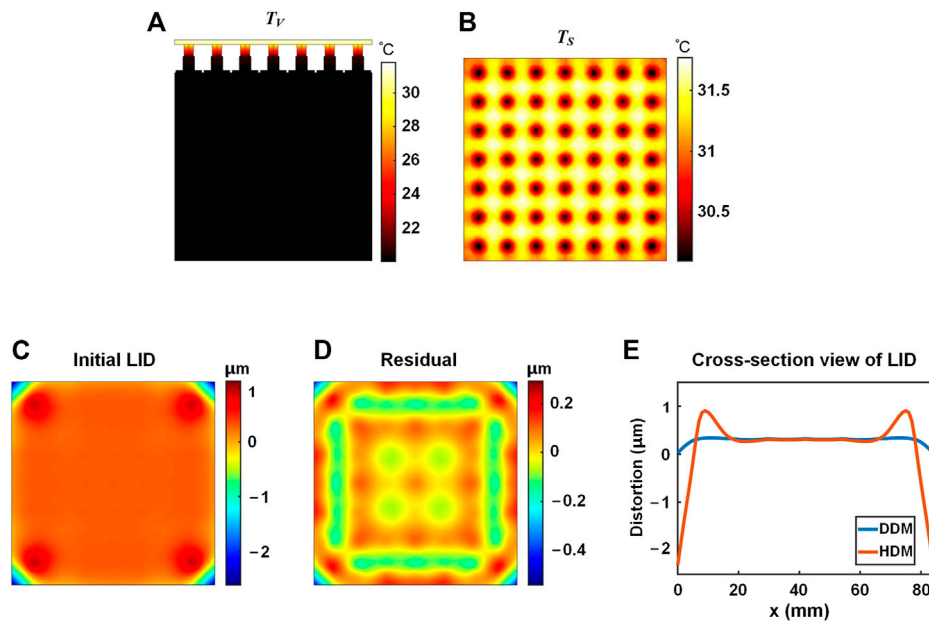 A
T_V
°C
30
28
26
24
22
B
T_S
°C
31.5
31
30.5
C
Initial LID
μm
1
0
−1
−2
D
Residual
μm
0.2
0
−0.2
−0.4
E
Cross-section view of LID
Distortion (μm)
1
0
−1
−2
DDM
HDM
0 20 40 60 80
x (mm)